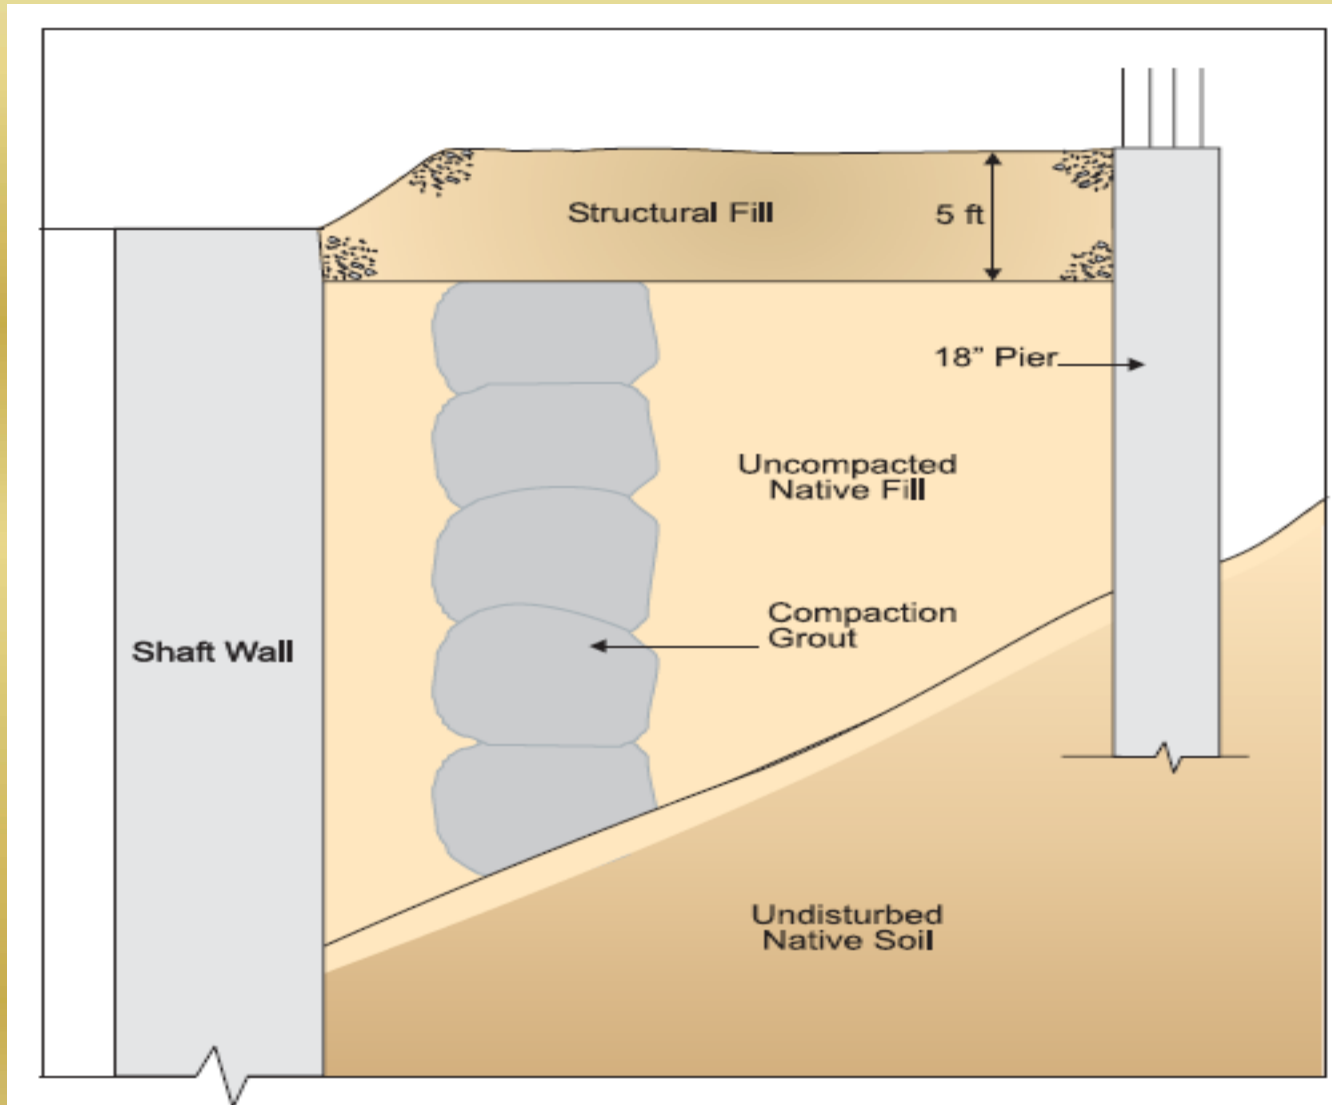 Structural Fill
5 ft
18” Pier
Uncompacted
Native Fill
Compaction
Grout
Shaft Wall
Undisturbed
Native Soil